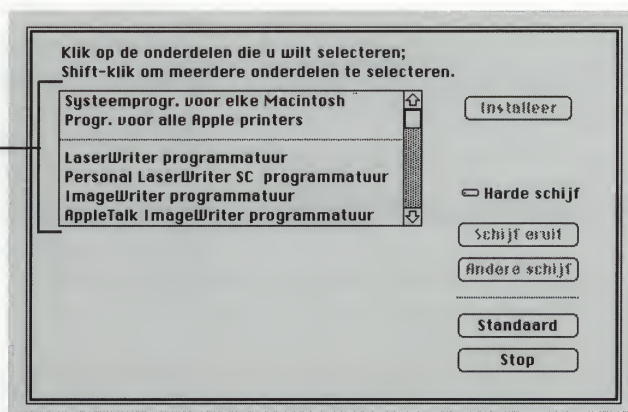 Klik op de onderdelen die u wilt selecteren;
Shift-klik om meerdere onderdelen te selecteren.
Systeemprogr. voor elke Macintosh
Progr. voor alle Apple printers
LaserWriter programmatuur
Personal LaserWriter SC programmatuur
ImageWriter programmatuur
AppleTalk ImageWriter programmatuur
Installeer
Harde schijf
Schijf eruit
Andere schijf
Standaard
Stop